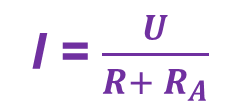 I = U / (R + R_A)